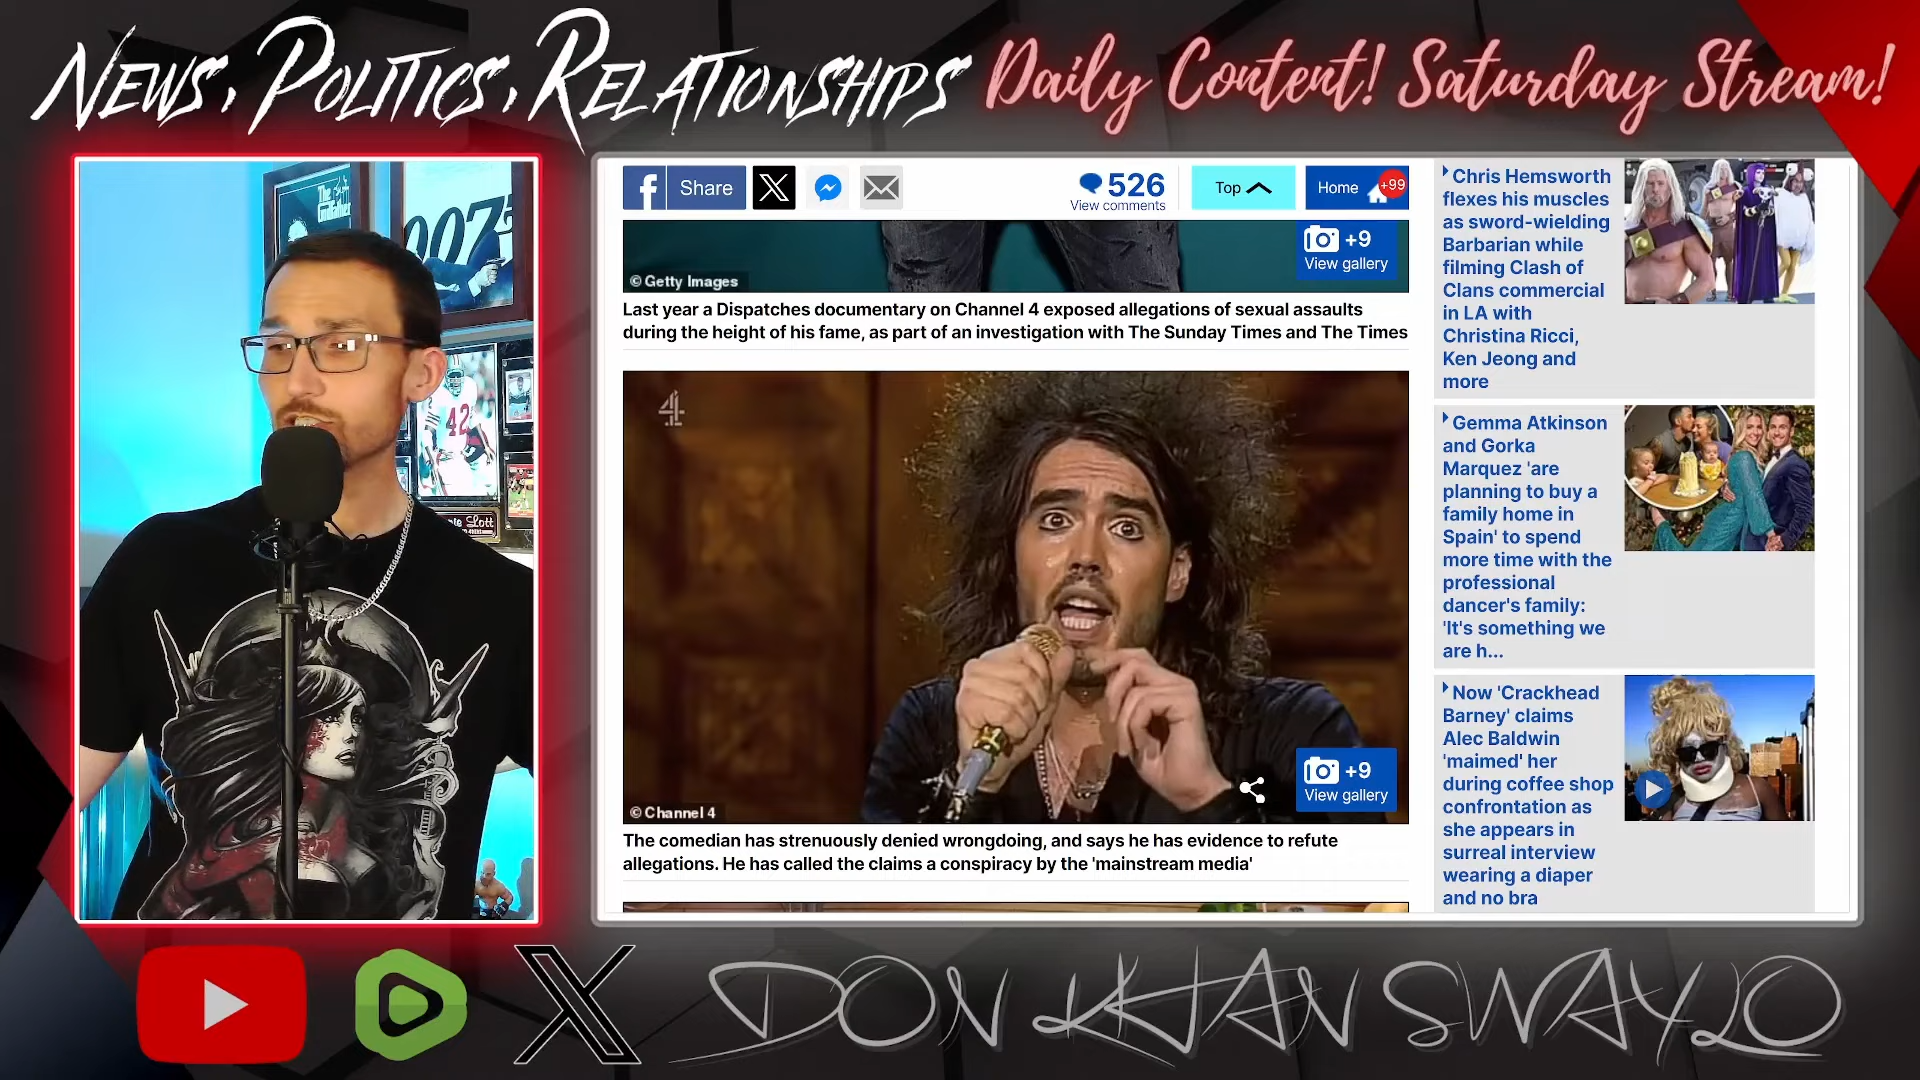 NEWS, POLITICS, RELATIONSHIPS Daily Content! Saturday Stream!
The
Godfather
007
42
nie Lott
Share
526
View comments
Top
Home
+99
+9
View gallery
© Getty Images
Last year a Dispatches documentary on Channel 4 exposed allegations of sexual assaults
during the height of his fame, as part of an investigation with The Sunday Times and The Times
4
+9
View gallery
© Channel 4
The comedian has strenuously denied wrongdoing, and says he has evidence to refute
allegations. He has called the claims a conspiracy by the 'mainstream media'
Chris Hemsworth
flexes his muscles
as sword-wielding
Barbarian while
filming Clash of
Clans commercial
in LA with
Christina Ricci,
Ken Jeong and
more
Gemma Atkinson
and Gorka
Marquez 'are
planning to buy a
family home in
Spain' to spend
more time with the
professional
dancer's family:
'It's something we
are h...
Now 'Crackhead
Barney' claims
Alec Baldwin
'maimed' her
during coffee shop
confrontation as
she appears in
surreal interview
wearing a diaper
and no bra
X DON KHAN SWAYLO